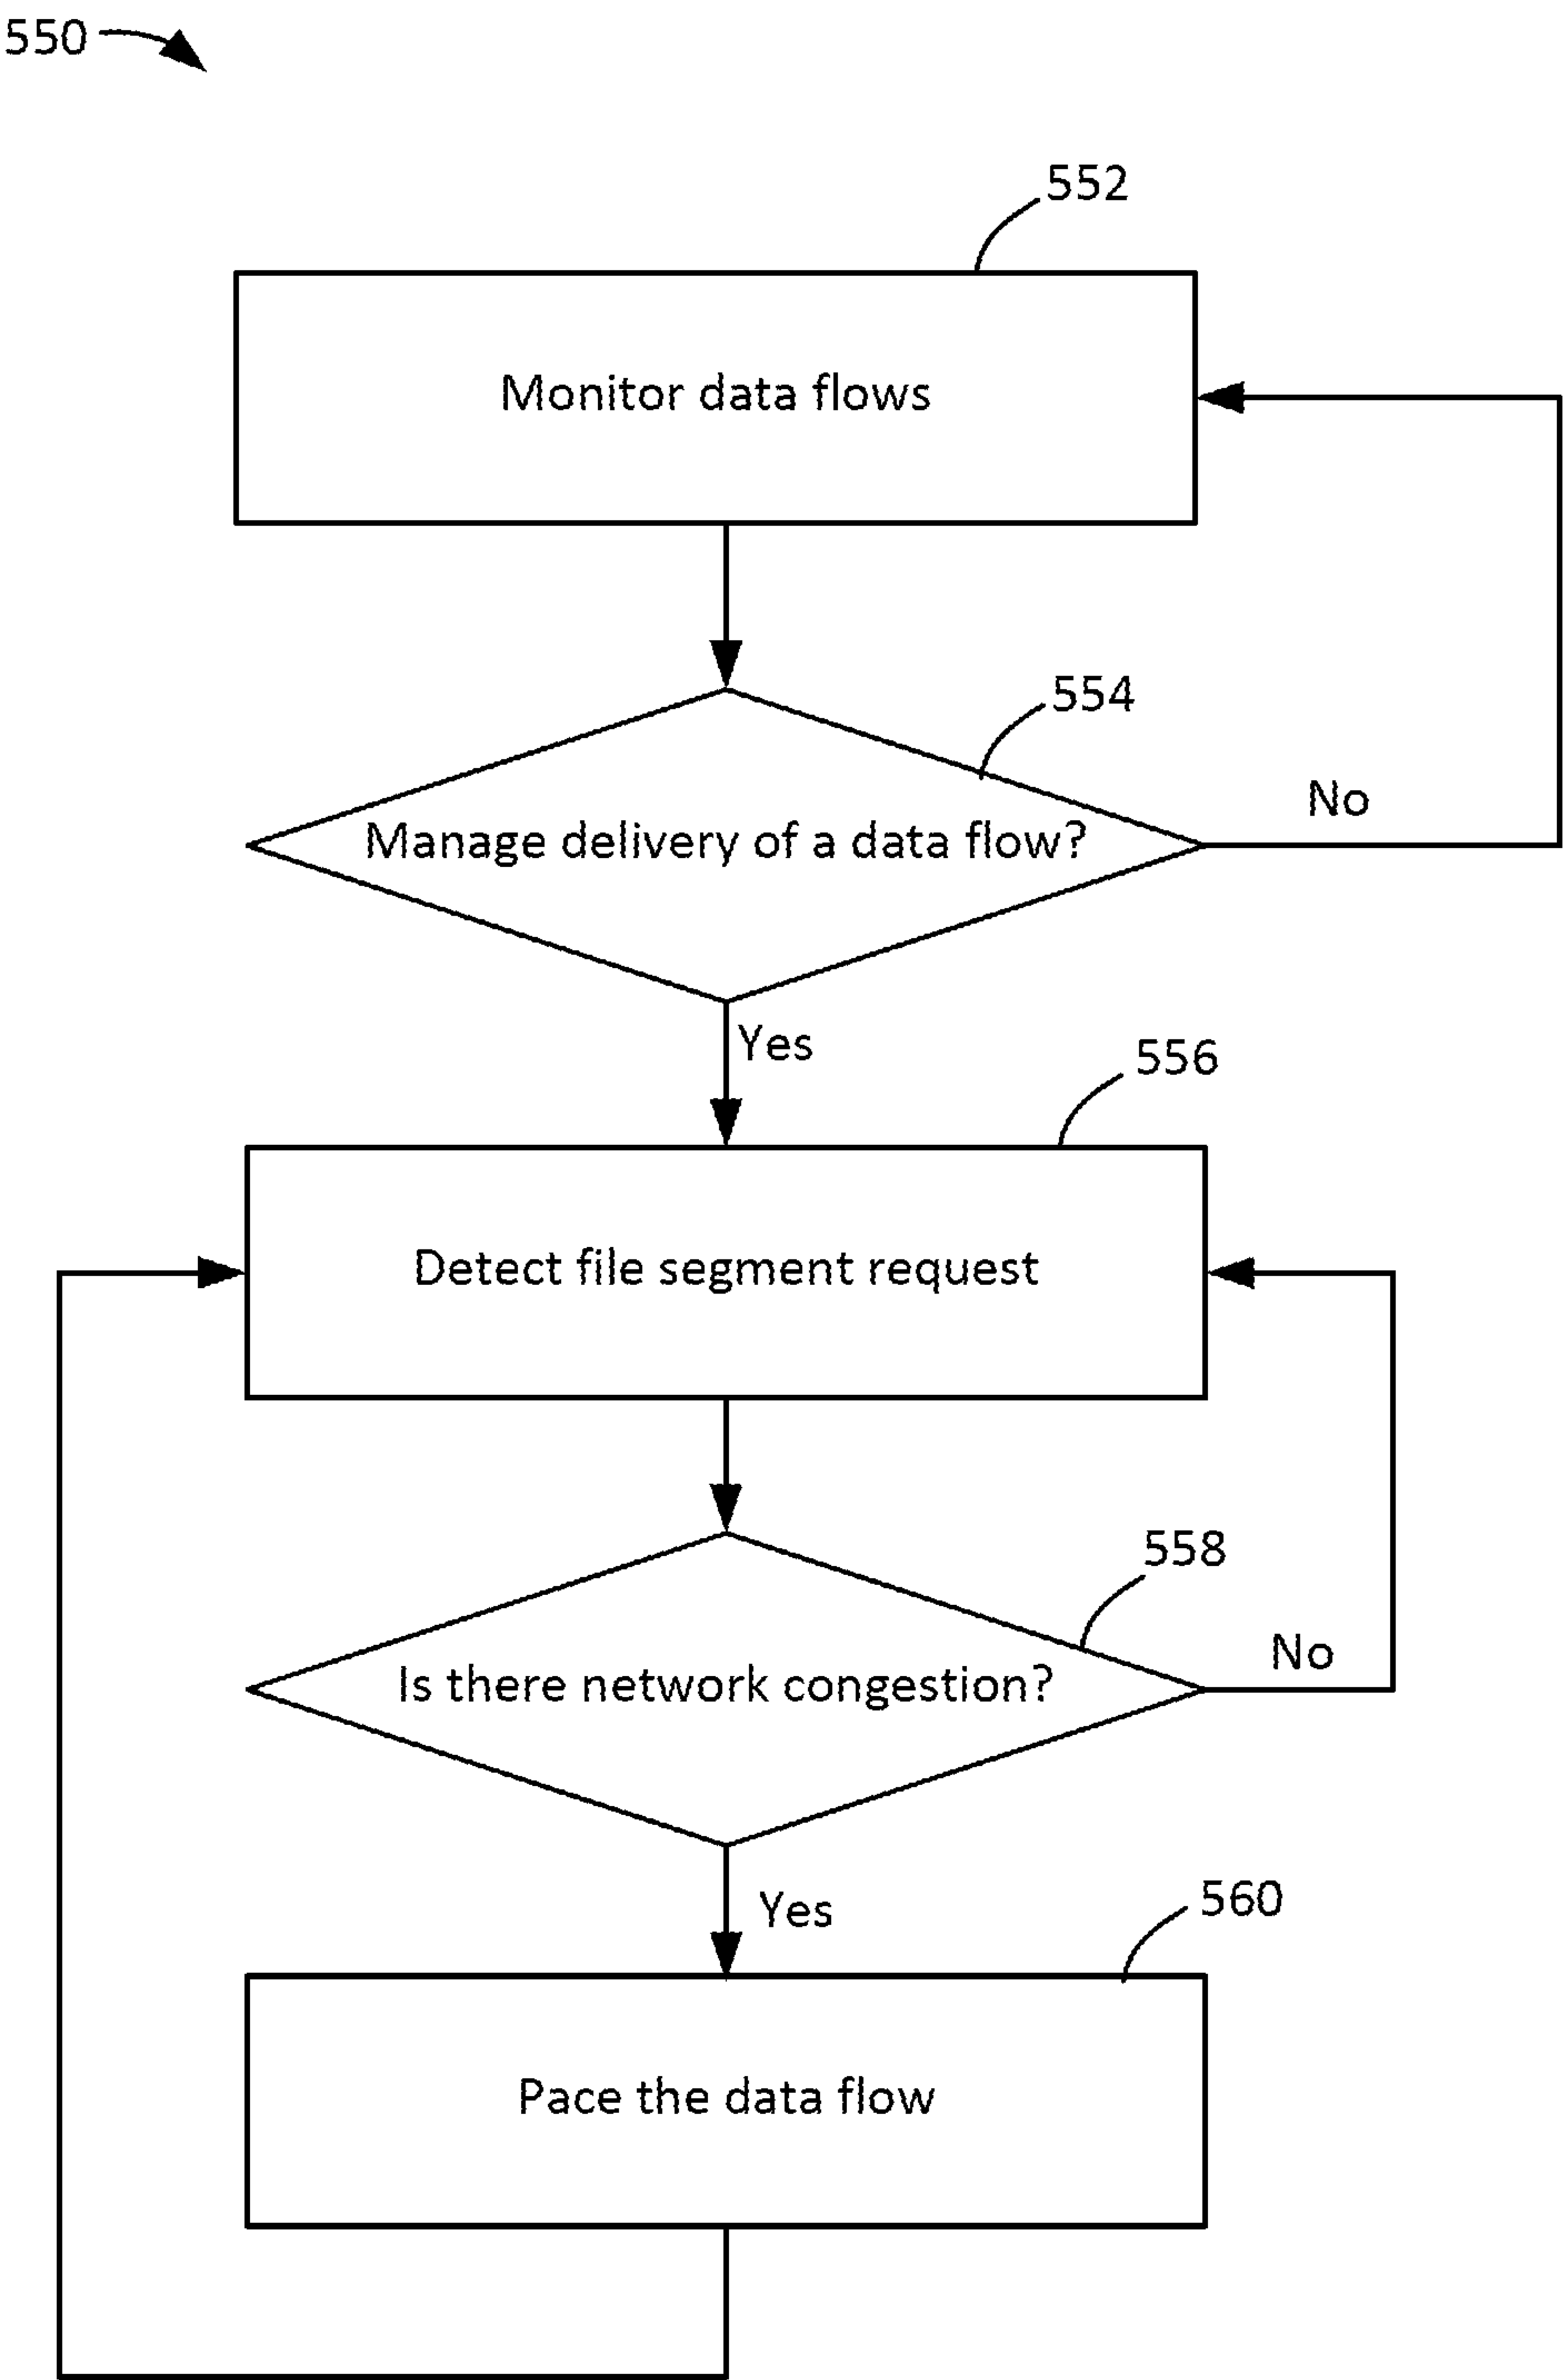 550
552
Monitor data flows
554
No
Manage delivery of a data flow?
Yes
556
Detect file segment request
558
No
Is there network congestion?
Yes
560
Pace the data flow